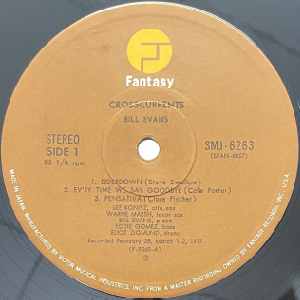 Fantasy
CROSSCURRENTS
BILL EVANS
STEREO
SIDE 1
33 1/3 rpm
SMJ-6263
(SFAN-6157)
1. EIDERDOWN (Steve Swallow)
2. EV'RY TIME WE SAY GOODBYE (Cole Porter)
3. PENSATIVA (Clare Fischer)
LEE KONITZ, alto sax
WARNE MARSH, tenor sax
BILL EVANS, piano
EDDIE GOMEZ, bass
ELIOT ZIGMUND, drums
Recorded February 28, March 1,2, 1977
MADE IN JAPAN. MANUFACTURED BY VICTOR MUSICAL INDUSTRIES, INC. FROM A MASTER RECORDING OWNED BY FANTASY RECORDS, INC. USA.